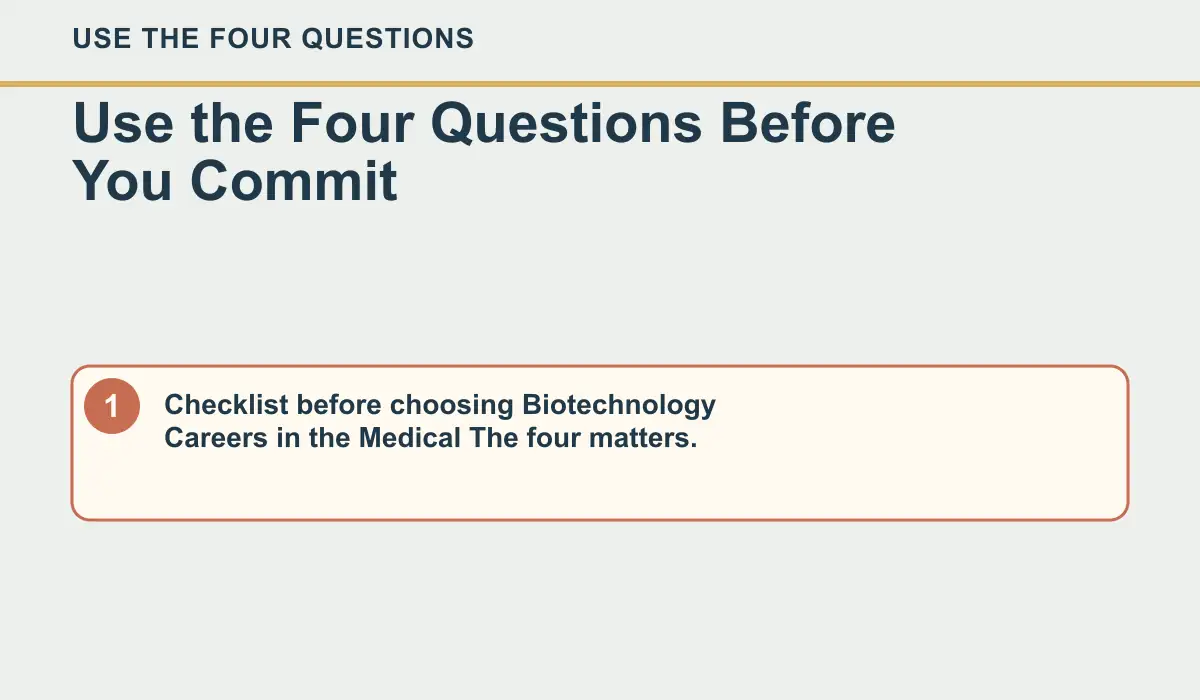 USE THE FOUR QUESTIONS
Use the Four Questions Before
You Commit
1
Checklist before choosing Biotechnology
Careers in the Medical The four matters.